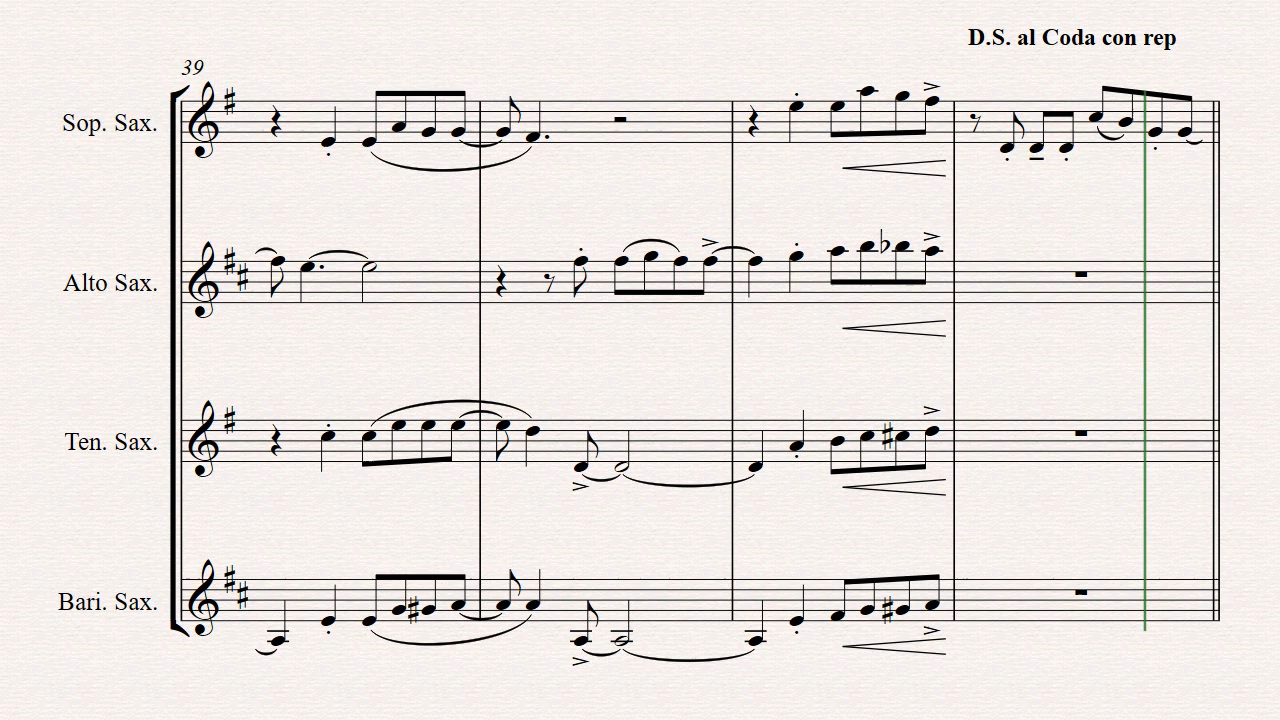 D.S. al Coda con rep
39
Sop. Sax.
Alto Sax.
Ten. Sax.
Bari. Sax.